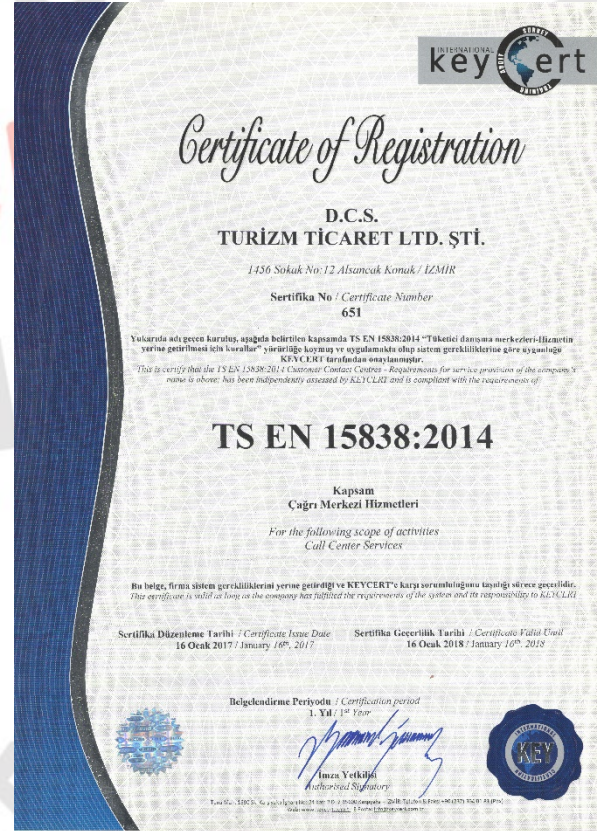 INTERNATIONAL
key Cert
SURVEY
AUDIT
TRAINING
Certificate of Registration
D.C.S.
TURİZM TİCARET LTD. ŞTİ.
1456 Sokak No:12 Alsancak Konak / İZMİR
Sertifika No / Certificate Number
651
Yukarıda adı geçen kuruluş, aşağıda belirtilen kapsamda TS EN 15838:2014 “Tüketici danışma merkezleri-Hizmetin
yerine getirilmesi için kurallar” yürürlüğe koymuş ve uygulamakta olup sistem gerekliliklerine göre uygunluğu
KEYCERT tarafından onaylanmıştır.
This is certify that the TS EN 15838:2014 Customer Contact Centres - Requirements for service provision of the company's
name is above; has been independently assessed by KEYCERT and is compliant with the requirements of
TS EN 15838:2014
Kapsam
Çağrı Merkezi Hizmetleri
For the following scope of activities
Call Center Services
Bu belge, firma sistem gerekliliklerini yerine getirdiği ve KEYCERT'e karşı sorumluluğunu taşıdığı sürece geçerlidir.
This certificate is valid as long as the company has fulfilled the requirements of the system and its responsibility to KEYCERT
Sertifika Düzenleme Tarihi / Certificate Issue Date
16 Ocak 2017 / January 16th, 2017
Sertifika Geçerlilik Tarihi / Certificate Valid Until
16 Ocak 2018 / January 16th, 2018
Belgelendirme Periyodu / Certification period
1. Yıl / 1st Year
İmza Yetkilisi
Authorised Signatory
INTERNATIONAL
KEY